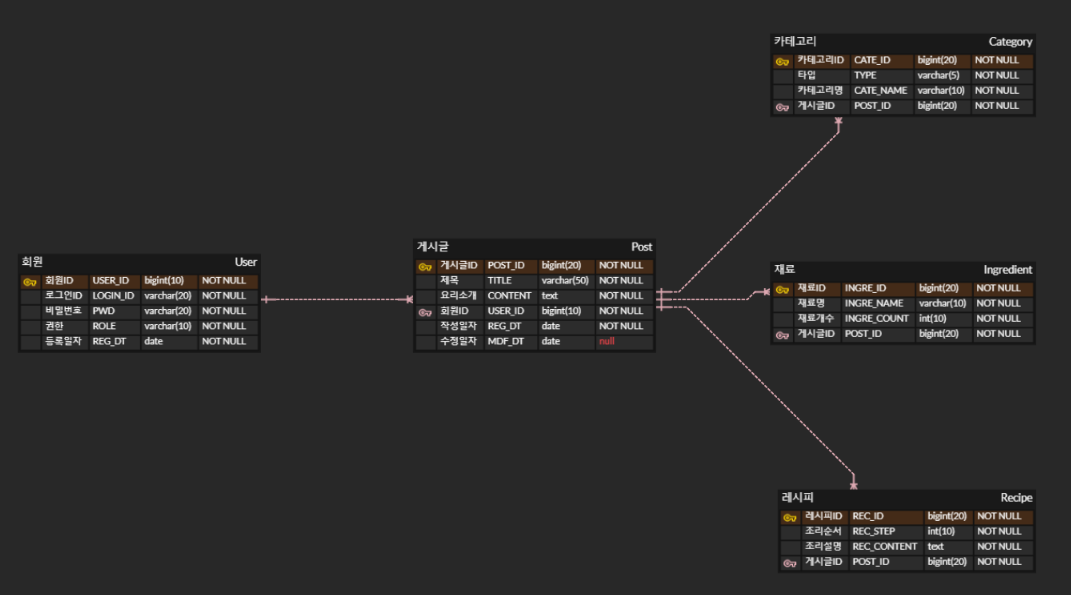 회원 User
회원ID USER_ID bigint(10) NOT NULL
로그인ID LOGIN_ID varchar(20) NOT NULL
비밀번호 PWD varchar(20) NOT NULL
권한 ROLE varchar(10) NOT NULL
등록일자 REG_DT date NOT NULL
게시글 Post
게시글ID POST_ID bigint(20) NOT NULL
제목 TITLE varchar(50) NOT NULL
요리소개 CONTENT text NOT NULL
회원ID USER_ID bigint(10) NOT NULL
작성일자 REG_DT date NOT NULL
수정일자 MDF_DT date null
카테고리 Category
카테고리ID CATE_ID bigint(20) NOT NULL
타입 TYPE varchar(5) NOT NULL
카테고리명 CATE_NAME varchar(10) NOT NULL
게시글ID POST_ID bigint(20) NOT NULL
재료 Ingredient
재료ID INGRE_ID bigint(20) NOT NULL
재료명 INGRE_NAME varchar(10) NOT NULL
재료개수 INGRE_COUNT int(10) NOT NULL
게시글ID POST_ID bigint(20) NOT NULL
레시피 Recipe
레시피ID REC_ID bigint(20) NOT NULL
조리순서 REC_STEP int(10) NOT NULL
조리설명 REC_CONTENT text NOT NULL
게시글ID POST_ID bigint(20) NOT NULL